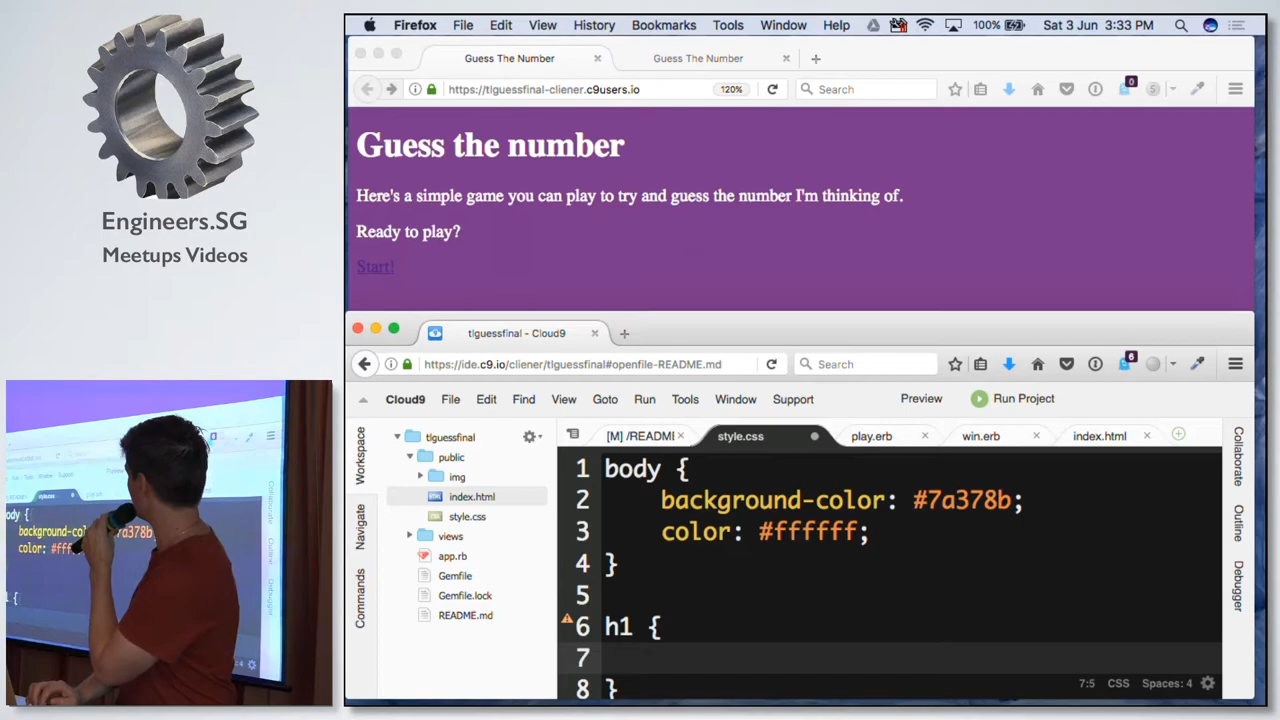 Engineers.SG
Meetups Videos
Firefox File Edit View History Bookmarks Tools Window Help 100% Sat 3 Jun 3:33 PM
Guess The Number
Guess The Number
https://tlguessfinal-cliener.c9users.io 120% Search 0 S
Guess the number
Here's a simple game you can play to try and guess the number I'm thinking of.
Ready to play?
Start!
tlguessfinal - Cloud9
https://ide.c9.io/cliener/tlguessfinal#openfile-README.md Search 6
Cloud9 File Edit Find View Goto Run Tools Window Support Preview Run Project
[M] /READMI style.css play.erb win.erb index.html
Workspace
Navigate
Commands
tlguessfinal
public
img
index.html
style.css
views
app.rb
Gemfile
Gemfile.lock
README.md
1 body {
2 background-color: #7a378b;
3 color: #ffffff;
4 }
5
6 h1 {
7
8 }
7:5 CSS Spaces: 4
Collaborate
Outline
Debugger